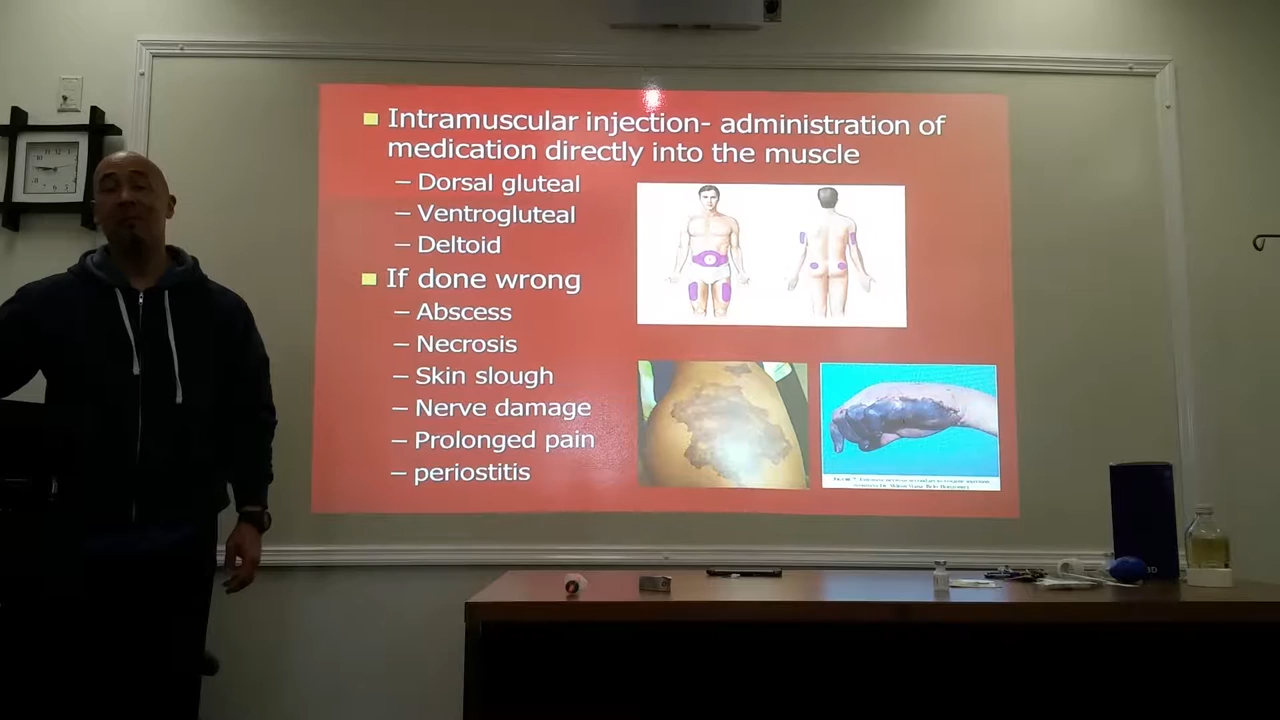 Intramuscular injection- administration of
medication directly into the muscle
– Dorsal gluteal
– Ventrogluteal
– Deltoid
If done wrong
– Abscess
– Necrosis
– Skin slough
– Nerve damage
– Prolonged pain
– periostitis